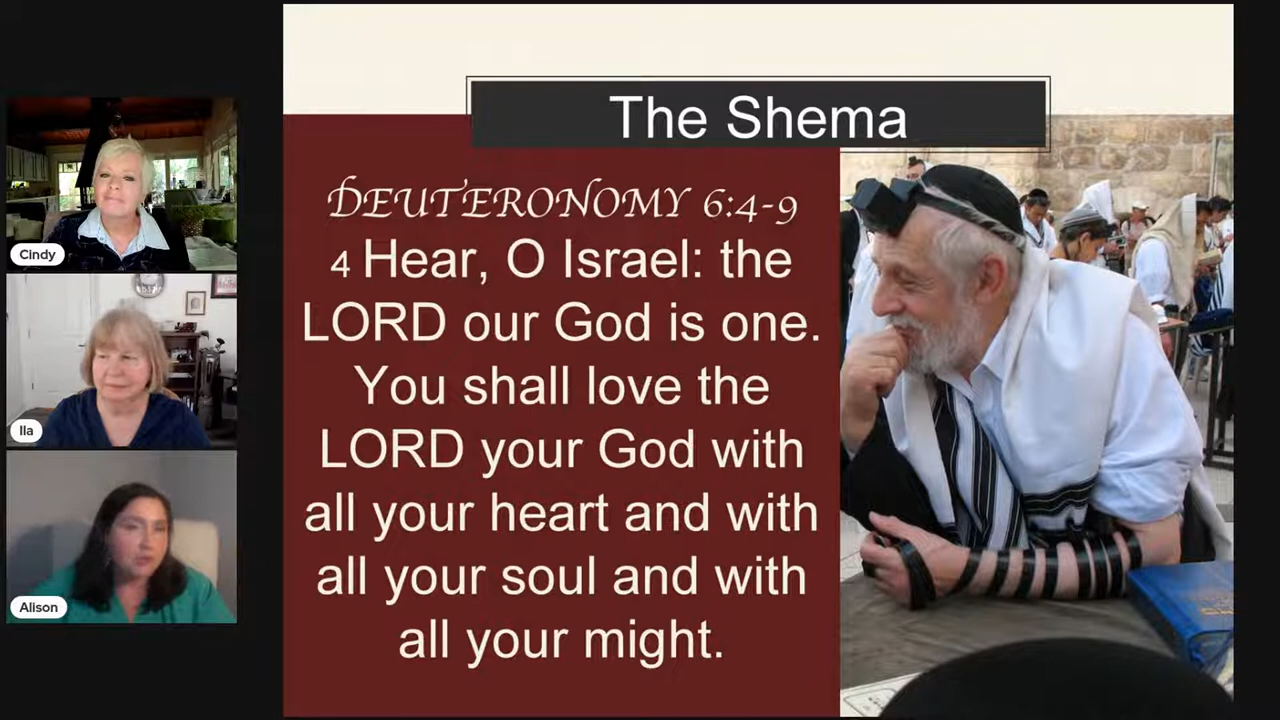 The Shema
DEUTERONOMY 6:4-9
4 Hear, O Israel: the
LORD our God is one.
You shall love the
LORD your God with
all your heart and with
all your soul and with
all your might.
Cindy
Ila
Alison